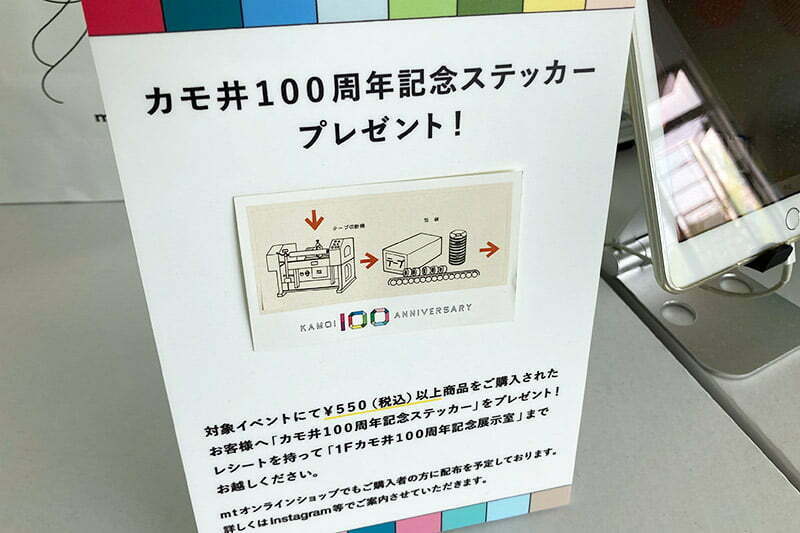 m
カモ井100周年記念ステッカー
プレゼント!
テープ切断機
包装
テープ
KAMOI 100 ANNIVERSARY
対象イベントにて¥550(税込)以上商品をご購入された
お客様へ「カモ井100周年記念ステッカー」をプレゼント!
レシートを持って「1Fカモ井100周年記念展示室」まで
お越しください。
mtオンラインショップでもご購入者の方に配布を予定しております。
詳しくはInstagram等でご案内させていただきます。